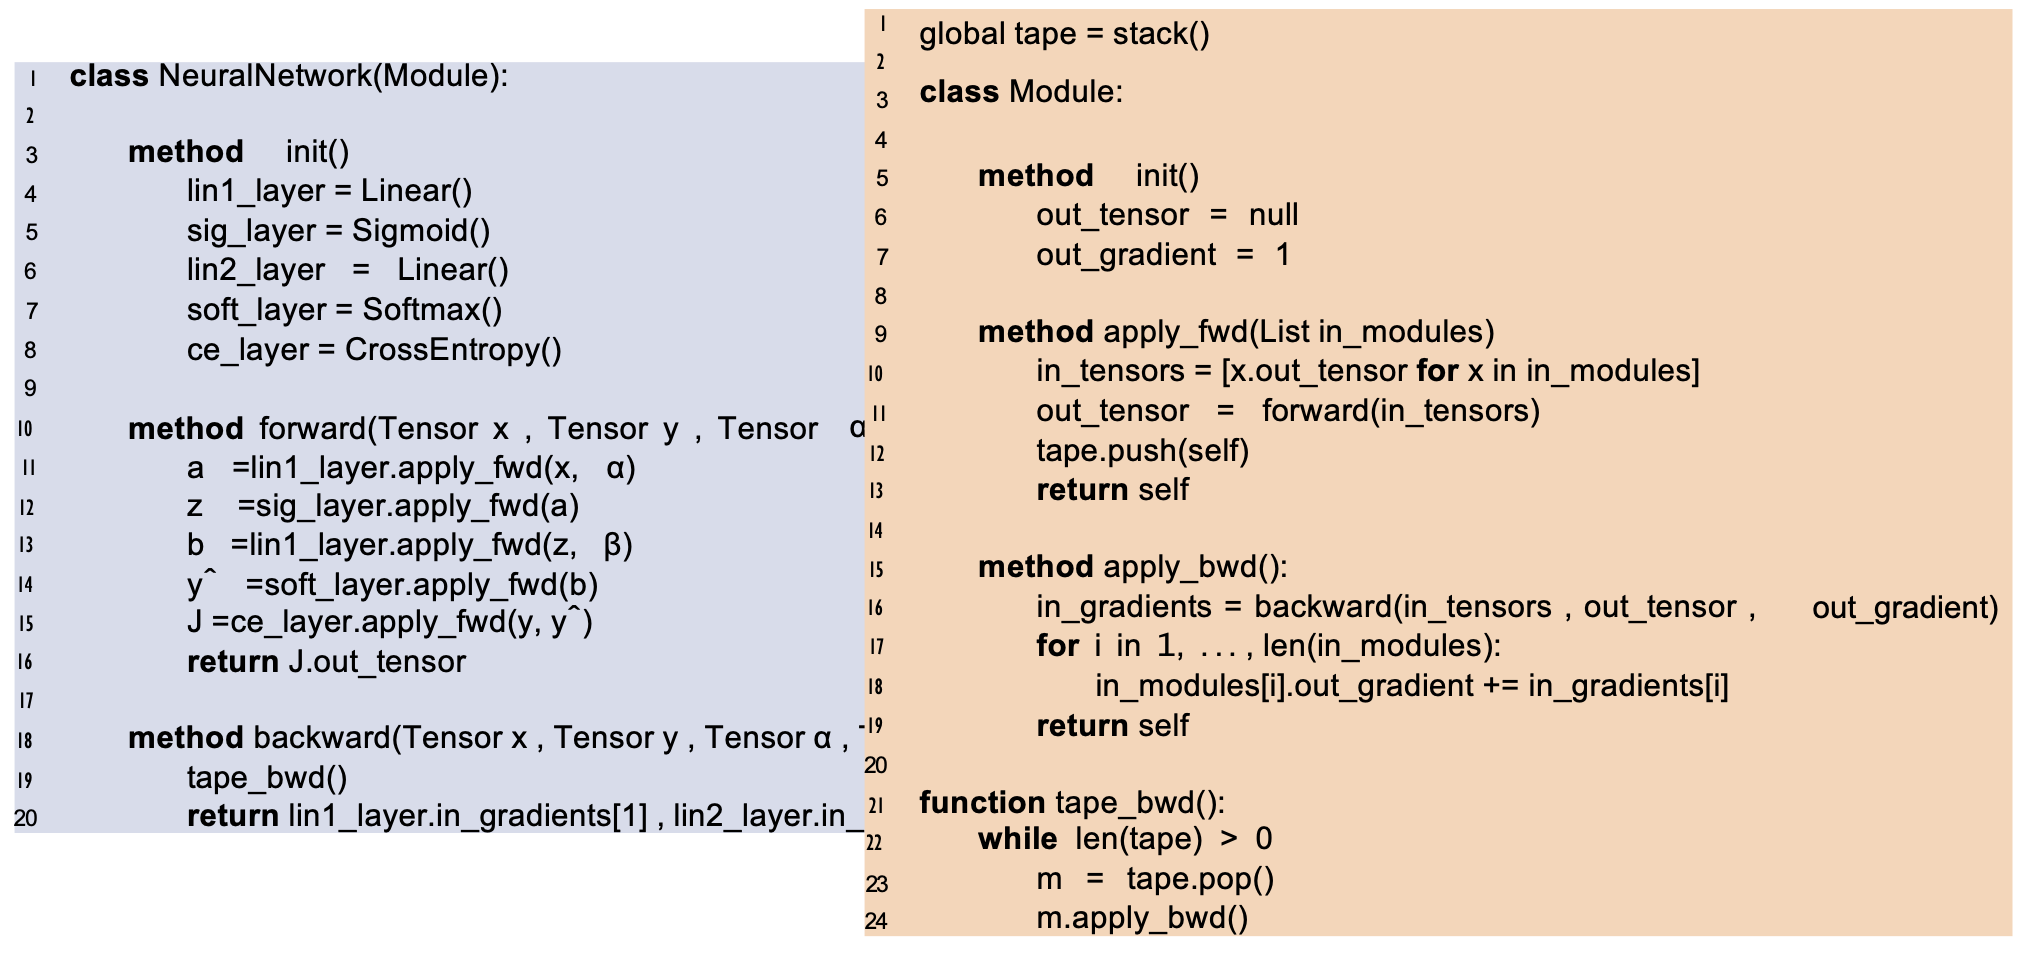 1 class NeuralNetwork(Module):
2
3 method init()
4 lin1_layer = Linear()
5 sig_layer = Sigmoid()
6 lin2_layer = Linear()
7 soft_layer = Softmax()
8 ce_layer = CrossEntropy()
9
10 method forward(Tensor x , Tensor y , Tensor α
11 a =lin1_layer.apply_fwd(x, α)
12 z =sig_layer.apply_fwd(a)
13 b =lin1_layer.apply_fwd(z, β)
14 yˆ =soft_layer.apply_fwd(b)
15 J =ce_layer.apply_fwd(y, yˆ)
16 return J.out_tensor
17
18 method backward(Tensor x , Tensor y , Tensor α ,
19 tape_bwd()
20 return lin1_layer.in_gradients[1] , lin2_layer.in_
1 global tape = stack()
2
3 class Module:
4
5 method init()
6 out_tensor = null
7 out_gradient = 1
8
9 method apply_fwd(List in_modules)
10 in_tensors = [x.out_tensor for x in in_modules]
11 out_tensor = forward(in_tensors)
12 tape.push(self)
13 return self
14
15 method apply_bwd():
16 in_gradients = backward(in_tensors , out_tensor , out_gradient)
17 for i in 1, ... , len(in_modules):
18 in_modules[i].out_gradient += in_gradients[i]
19 return self
20
21 function tape_bwd():
22 while len(tape) > 0
23 m = tape.pop()
24 m.apply_bwd()